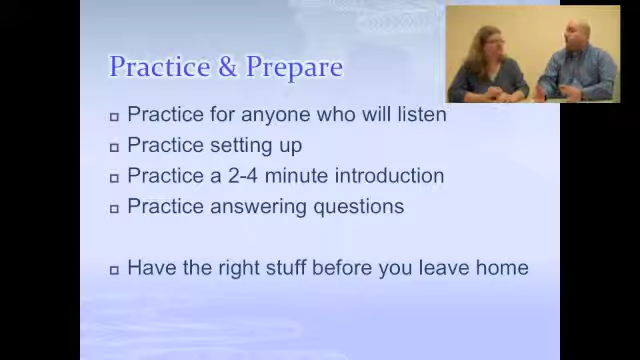 Practice & Prepare
Practice for anyone who will listen
Practice setting up
Practice a 2-4 minute introduction
Practice answering questions
Have the right stuff before you leave home